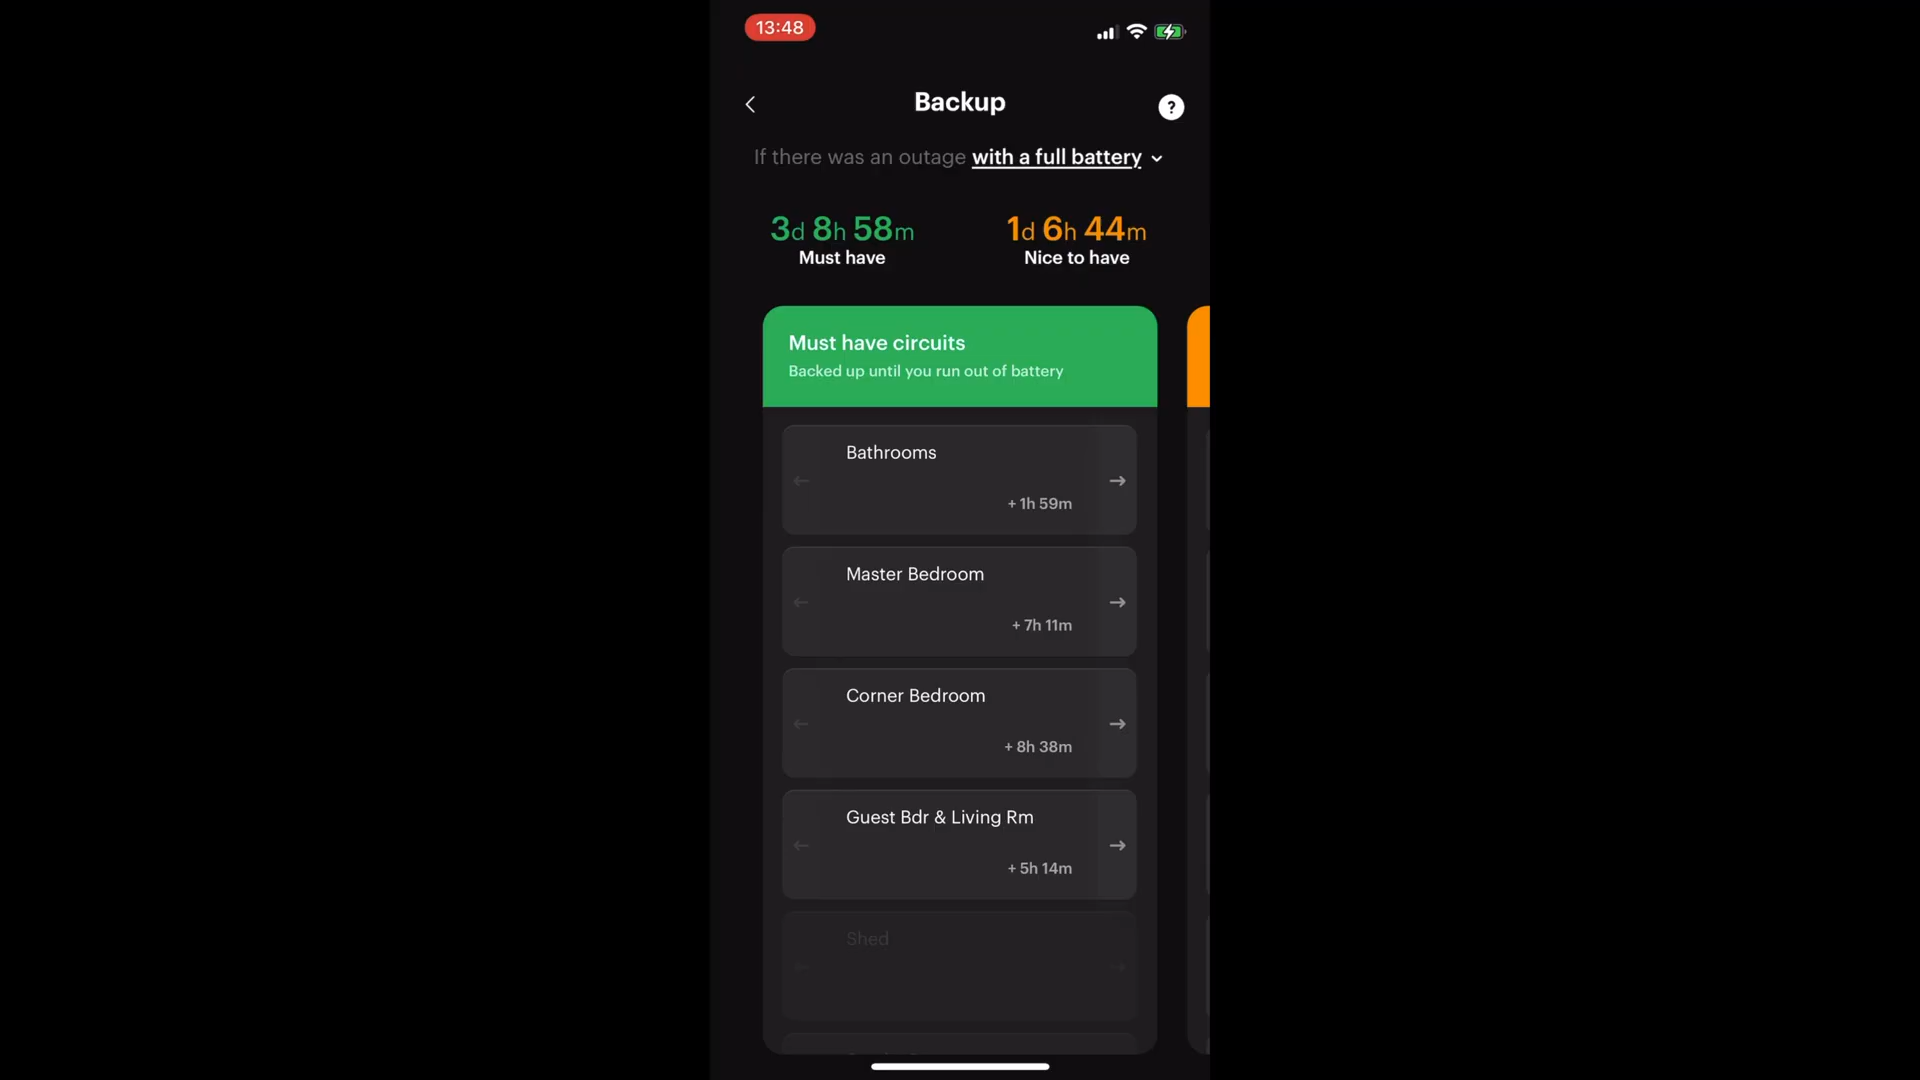 13:48
Backup
?
If there was an outage with a full battery
3d 8h 58m
Must have
1d 6h 44m
Nice to have
Must have circuits
Backed up until you run out of battery
Bathrooms
+ 1h 59m
Master Bedroom
+ 7h 11m
Corner Bedroom
+ 8h 38m
Guest Bdr & Living Rm
+ 5h 14m
Shed